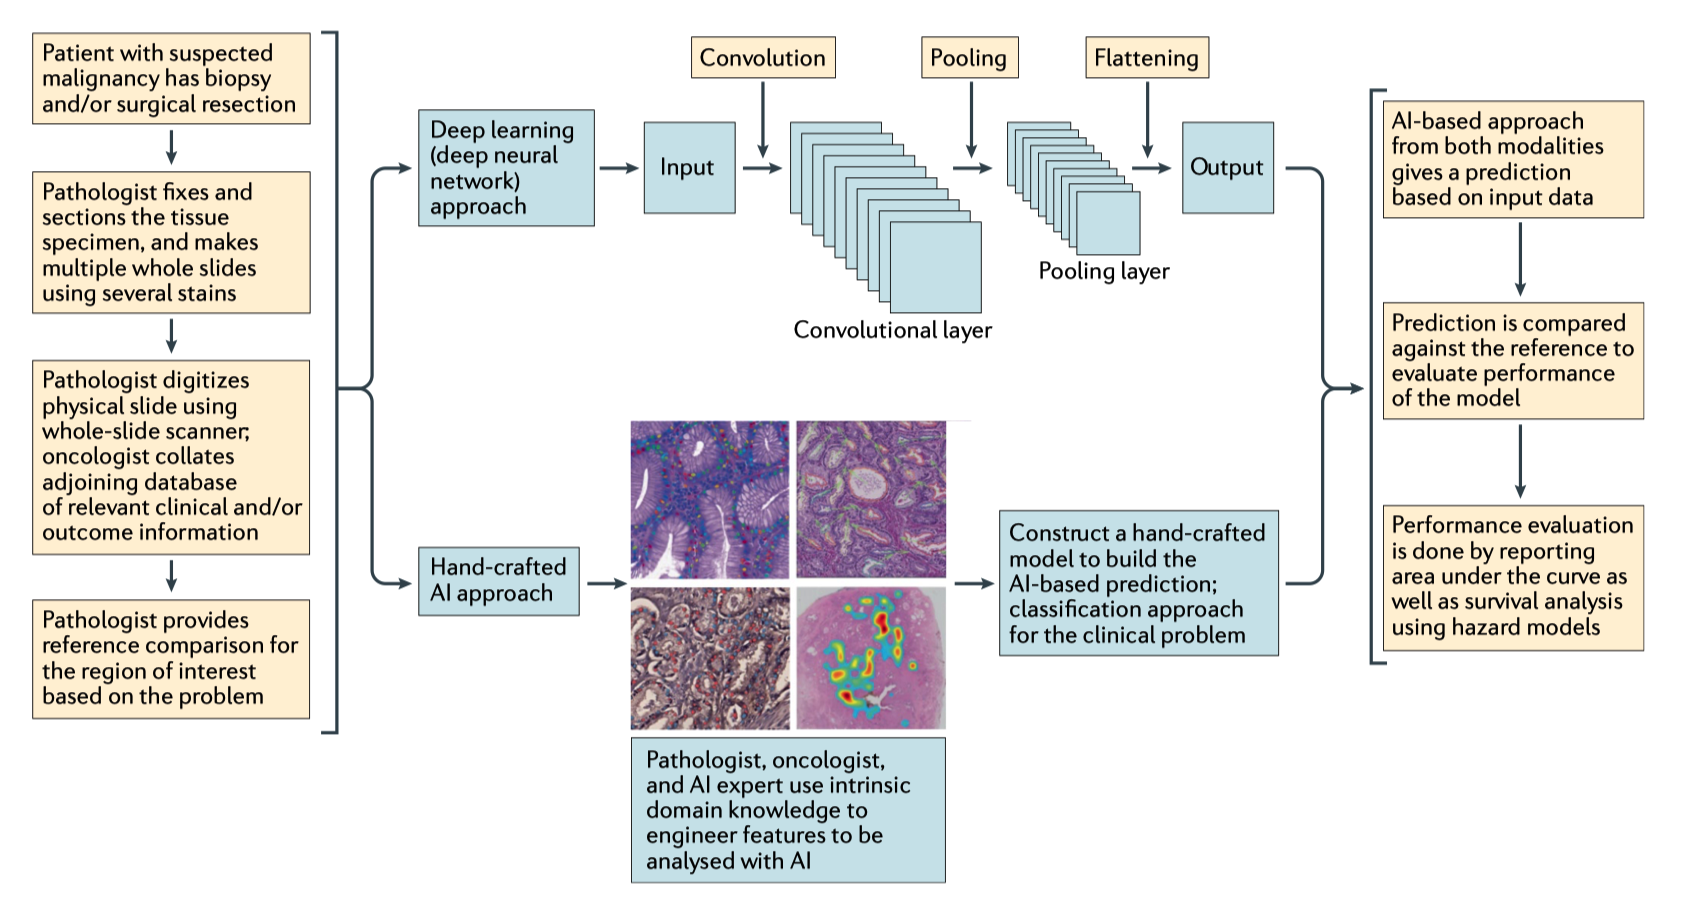 Patient with suspected
malignancy has biopsy
and/or surgical resection
Pathologist fixes and
sections the tissue
specimen, and makes
multiple whole slides
using several stains
Pathologist digitizes
physical slide using
whole-slide scanner;
oncologist collates
adjoining database
of relevant clinical and/or
outcome information
Pathologist provides
reference comparison for
the region of interest
based on the problem
Deep learning
(deep neural
network)
approach
Input
Convolution
Convolutional layer
Pooling
Pooling layer
Flattening
Output
Hand-crafted
AI approach
Pathologist, oncologist,
and AI expert use intrinsic
domain knowledge to
engineer features to be
analysed with AI
Construct a hand-crafted
model to build the
AI-based prediction;
classification approach
for the clinical problem
AI-based approach
from both modalities
gives a prediction
based on input data
Prediction is compared
against the reference to
evaluate performance
of the model
Performance evaluation
is done by reporting
area under the curve as
well as survival analysis
using hazard models